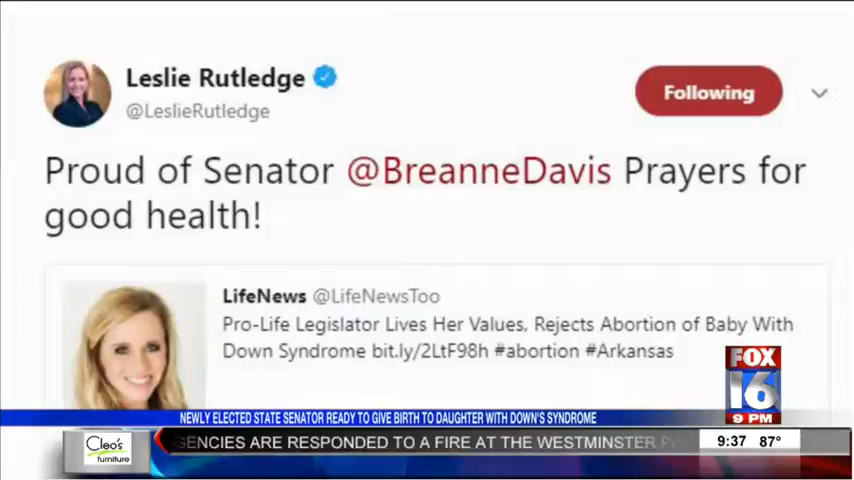 Leslie Rutledge
@LeslieRutledge
Following
Proud of Senator @BreanneDavis Prayers for
good health!
LifeNews @LifeNewsToo
Pro-Life Legislator Lives Her Values, Rejects Abortion of Baby With
Down Syndrome bit.ly/2LtF98h #abortion #Arkansas
FOX
16
9 PM
NEWLY ELECTED STATE SENATOR READY TO GIVE BIRTH TO DAUGHTER WITH DOWN'S SYNDROME
Cleo's
furniture
GENCIES ARE RESPONDED TO A FIRE AT THE WESTMINSTER
9:37 87°